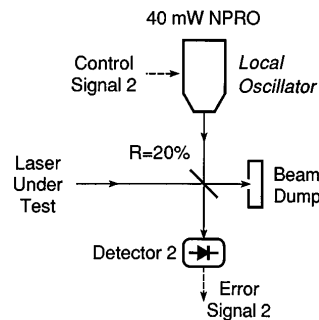 40 mW NPRO
Control
Signal 2
Local
Oscillator
R=20%
Laser
Under
Test
Beam
Dump
Detector 2
Error
Signal 2